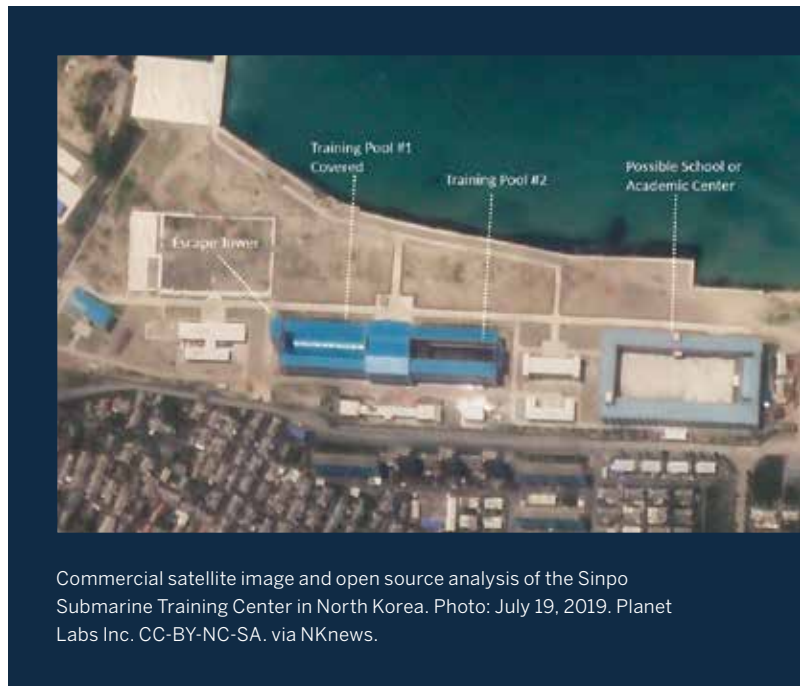 Training Pool #1
Covered
Training Pool #2
Possible School or
Academic Center
Escape Tower
Commercial satellite image and open source analysis of the Sinpo
Submarine Training Center in North Korea. Photo: July 19, 2019. Planet
Labs Inc. CC-BY-NC-SA. via NKnews.